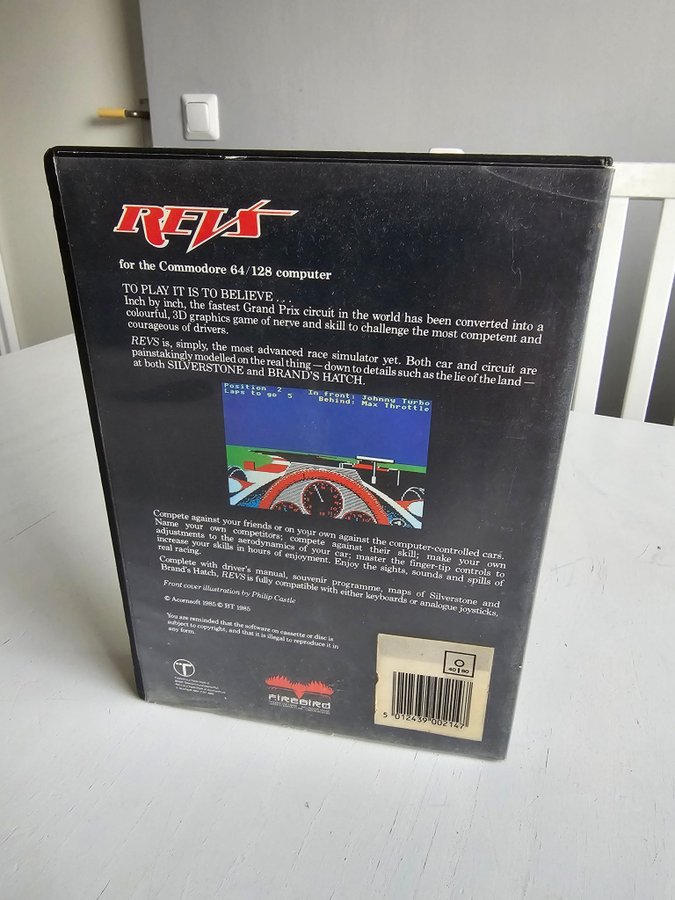 REVS
for the Commodore 64/128 computer
TO PLAY IT IS TO BELIEVE . . .
Inch by inch, the fastest Grand Prix circuit in the world has been converted into a
colourful, 3D graphics game of nerve and skill to challenge the most competent and
courageous of drivers.
REVS is, simply, the most advanced race simulator yet. Both car and circuit are
painstakingly modelled on the real thing — down to details such as the lie of the land —
at both SILVERSTONE and BRAND'S HATCH.
Position 2 In front: Johnny Turbo
Laps to go 5 Behind: Max Throttle
Compete against your friends or on your own against the computer-controlled cars.
Name your own competitors; compete against their skill; make your own
adjustments to the aerodynamics of your car; master the finger-tip controls to
increase your skills in hours of enjoyment. Enjoy the sights, sounds and spills of
real racing.
Complete with driver's manual, souvenir programme, maps of Silverstone and
Brand's Hatch, REVS is fully compatible with either keyboards or analogue joysticks,
Front cover illustration by Philip Castle
© Acornsoft 1985 © BT 1985
You are reminded that the software on cassette or disc is
subject to copyright, and that it is illegal to reproduce it in
any form.
40 80
FIREBIRD
5 012439 002147